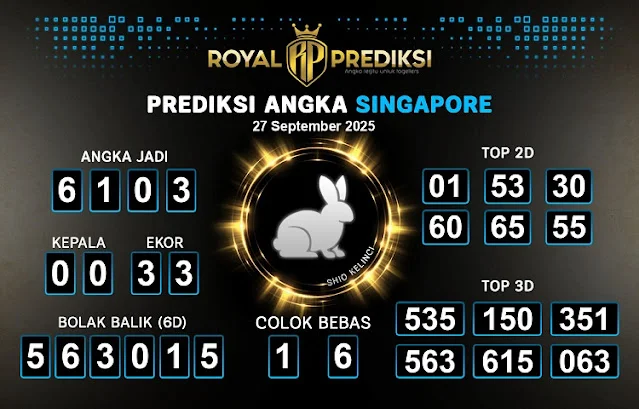 ROYAL RP PREDIKSI
Angka Jitu untuk Togelers
PREDIKSI ANGKA SINGAPORE
27 September 2025
ANGKA JADI
6 1 0 3
KEPALA EKOR
0 0 3 3
BOLAK BALIK (6D)
5 6 3 0 1 5
SHIO KELINCI
COLOK BEBAS
1 6
TOP 2D
01 53 30
60 65 55
TOP 3D
535 150 351
563 615 063